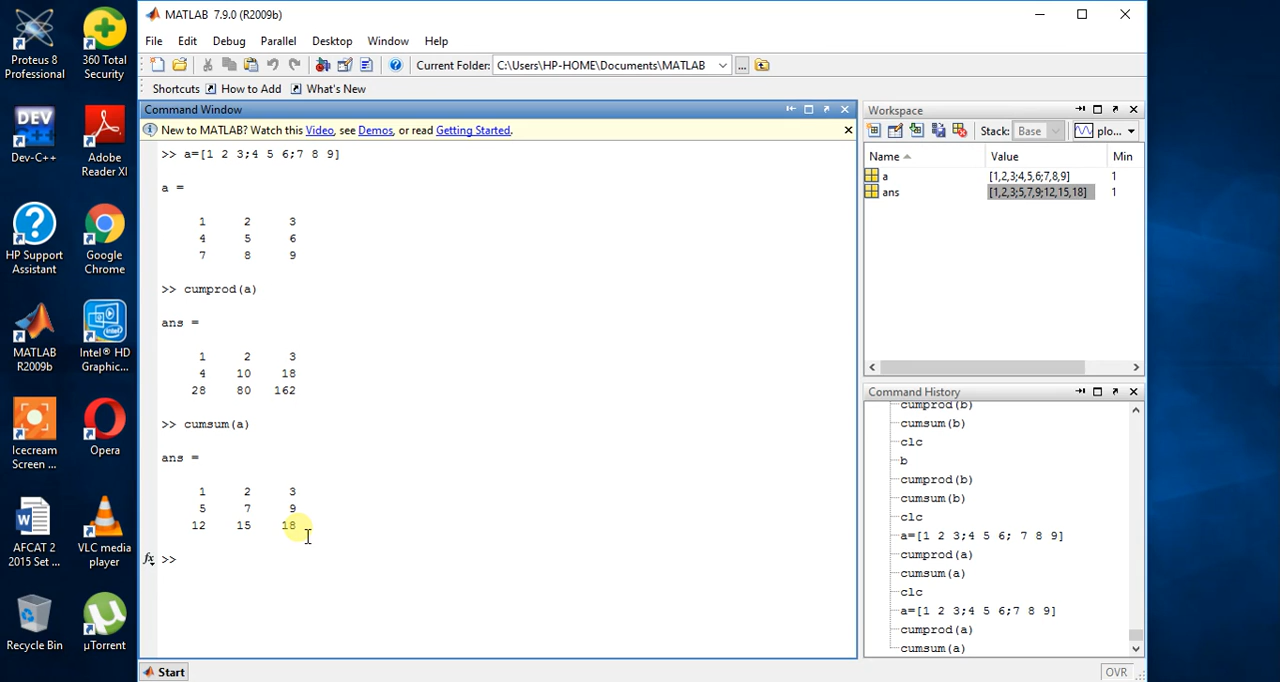 Proteus 8
Professional
360 Total
Security
DEV
C++
Dev-C++
Adobe
Reader XI
?
HP Support
Assistant
Google
Chrome
MATLAB
R2009b
Intel® HD
Graphic...
Icecream
Screen ...
Opera
AFCAT 2
2015 Set ...
VLC media
player
Recycle Bin
µTorrent
MATLAB 7.9.0 (R2009b)
File Edit Debug Parallel Desktop Window Help
Current Folder: C:\Users\HP-HOME\Documents\MATLAB ...
Shortcuts How to Add What's New
Command Window
New to MATLAB? Watch this Video, see Demos, or read Getting Started.
>> a=[1 2 3;4 5 6;7 8 9]
a =
1 2 3
4 5 6
7 8 9
>> cumprod(a)
ans =
1 2 3
4 10 18
28 80 162
>> cumsum(a)
ans =
1 2 3
5 7 9
12 15 18
fx >>
Workspace
Stack: Base plo...
Name Value Min
a [1,2,3;4,5,6;7,8,9] 1
ans [1,2,3;5,7,9;12,15,18] 1
Command History
cumprod(b)
cumsum(b)
clc
b
cumprod(b)
cumsum(b)
clc
a=[1 2 3;4 5 6; 7 8 9]
cumprod(a)
cumsum(a)
clc
a=[1 2 3;4 5 6;7 8 9]
cumprod(a)
cumsum(a)
Start
OVR